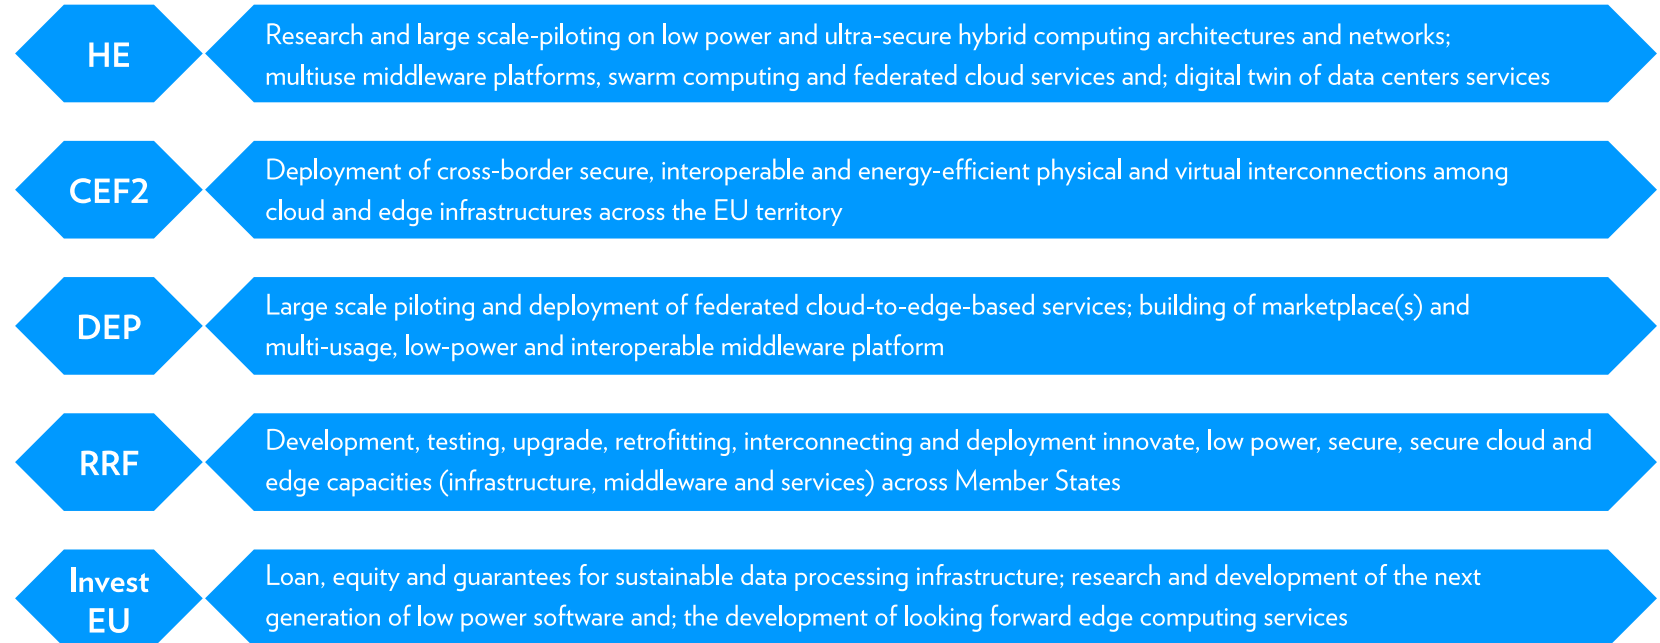 HE
Research and large scale-piloting on low power and ultra-secure hybrid computing architectures and networks;
multiuse middleware platforms, swarm computing and federated cloud services and; digital twin of data centers services
CEF2
Deployment of cross-border secure, interoperable and energy-efficient physical and virtual interconnections among
cloud and edge infrastructures across the EU territory
DEP
Large scale piloting and deployment of federated cloud-to-edge-based services; building of marketplace(s) and
multi-usage, low-power and interoperable middleware platform
RRF
Development, testing, upgrade, retrofitting, interconnecting and deployment innovate, low power, secure, secure cloud and
edge capacities (infrastructure, middleware and services) across Member States
Invest
EU
Loan, equity and guarantees for sustainable data processing infrastructure; research and development of the next
generation of low power software and; the development of looking forward edge computing services